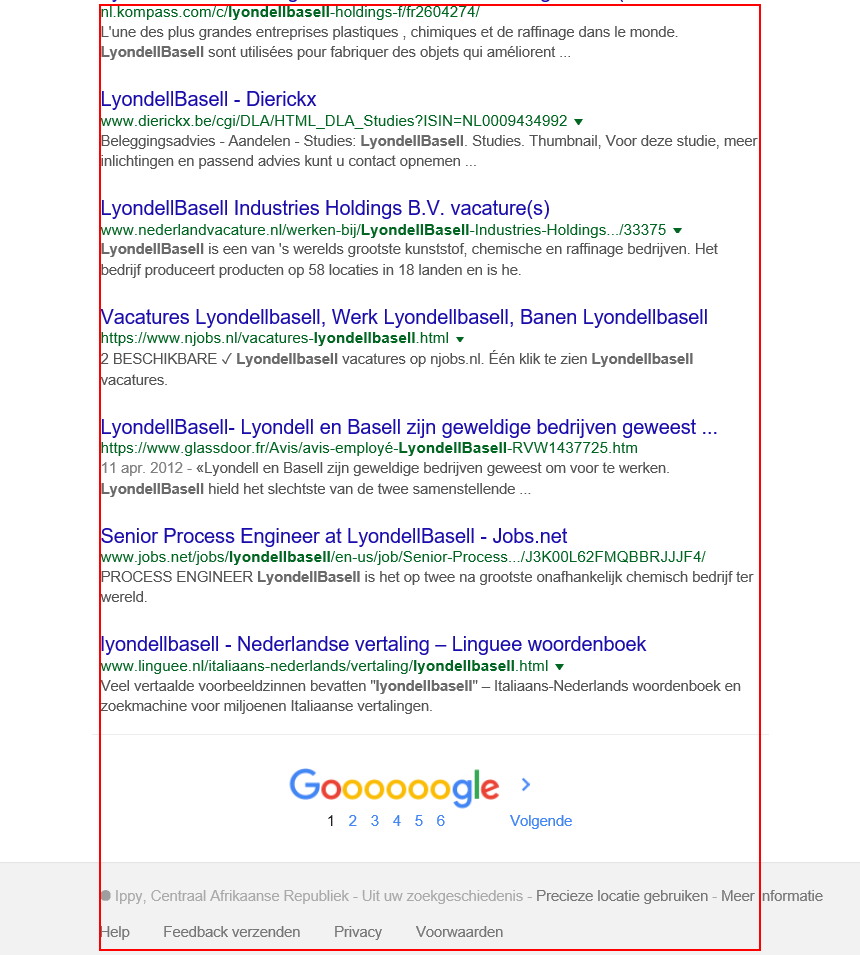 nl.kompass.com/c/lyondellbasell-holdings-f/fr2604274/
L'une des plus grandes entreprises plastiques , chimiques et de raffinage dans le monde.
LyondellBasell sont utilisées pour fabriquer des objets qui améliorent ...
LyondellBasell - Dierickx
www.dierickx.be/cgi/DLA/HTML_DLA_Studies?ISIN=NL0009434992
Beleggingsadvies - Aandelen - Studies: LyondellBasell. Studies. Thumbnail, Voor deze studie, meer
inlichtingen en passend advies kunt u contact opnemen ...
LyondellBasell Industries Holdings B.V. vacature(s)
www.nederlandvacature.nl/werken-bij/LyondellBasell-Industries-Holdings.../33375
LyondellBasell is een van 's werelds grootste kunststof, chemische en raffinage bedrijven. Het
bedrijf produceert producten op 58 locaties in 18 landen en is he.
Vacatures Lyondellbasell, Werk Lyondellbasell, Banen Lyondellbasell
https://www.njobs.nl/vacatures-lyondellbasell.html
2 BESCHIKBARE ✓ Lyondellbasell vacatures op njobs.nl. Één klik te zien Lyondellbasell
vacatures.
LyondellBasell- Lyondell en Basell zijn geweldige bedrijven geweest ...
https://www.glassdoor.fr/Avis/avis-employé-LyondellBasell-RVW1437725.htm
11 apr. 2012 - «Lyondell en Basell zijn geweldige bedrijven geweest om voor te werken.
LyondellBasell hield het slechtste van de twee samenstellende ...
Senior Process Engineer at LyondellBasell - Jobs.net
www.jobs.net/jobs/lyondellbasell/en-us/job/Senior-Process.../J3K00L62FMQBBRJJJF4/
PROCESS ENGINEER LyondellBasell is het op twee na grootste onafhankelijk chemisch bedrijf ter
wereld.
lyondellbasell - Nederlandse vertaling – Linguee woordenboek
www.linguee.nl/italiaans-nederlands/vertaling/lyondellbasell.html
Veel vertaalde voorbeeldzinnen bevatten "lyondellbasell" – Italiaans-Nederlands woordenboek en
zoekmachine voor miljoenen Italiaanse vertalingen.
Goooooogle >
1 2 3 4 5 6 Volgende
Ippy, Centraal Afrikaanse Republiek - Uit uw zoekgeschiedenis - Precieze locatie gebruiken - Meer informatie
Help Feedback verzenden Privacy Voorwaarden